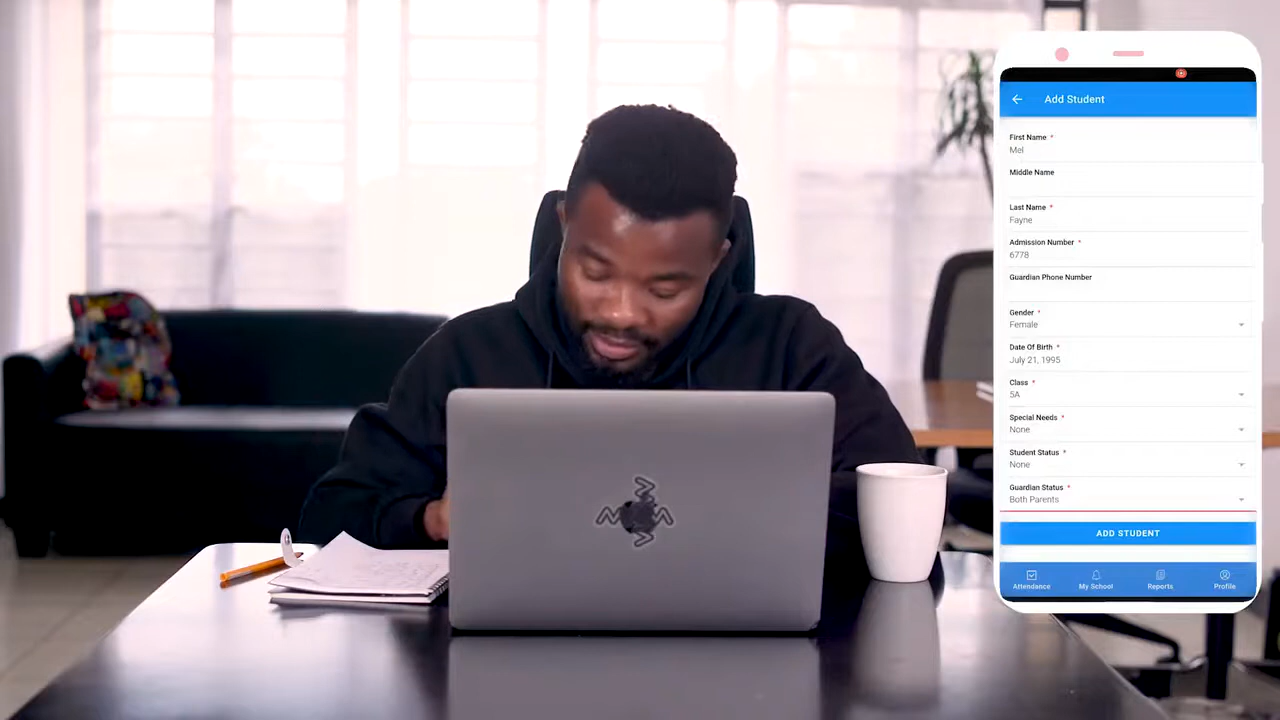 Add Student
First Name *
Mel
Middle Name
Last Name *
Fayne
Admission Number *
6778
Guardian Phone Number
Gender *
Female
Date Of Birth *
July 21, 1995
Class *
5A
Special Needs *
None
Student Status *
None
Guardian Status *
Both Parents
ADD STUDENT
Attendance
My School
Reports
Profile